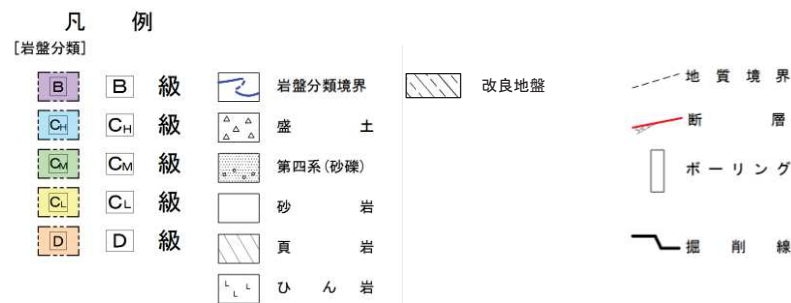 凡 例
[岩盤分類]
B B 級
CH CH 級
CM CM 級
CL CL 級
D D 級
岩盤分類境界
盛 土
第四系(砂礫)
砂 岩
頁 岩
ひ ん 岩
改良地盤
地 質 境 界
断 層
ボ ー リ ン グ
掘 削 線